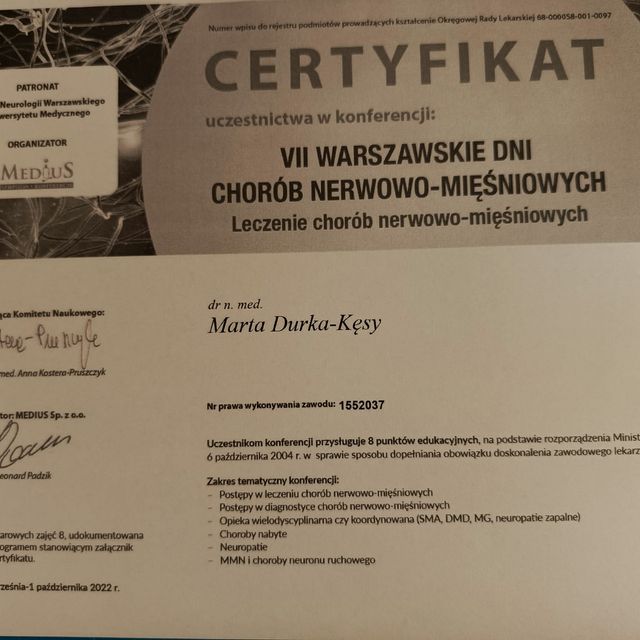 Numer wpisu do rejestru podmiotów prowadzących kształcenie Okręgowej Rady Lekarskiej 68-000058-001-0097
CERTYFIKAT
uczestnictwa w konferencji:
VII WARSZAWSKIE DNI
CHORÓB NERWOWO-MIĘŚNIOWYCH
Leczenie chorób nerwowo-mięśniowych
PATRONAT
Neurologii Warszawskiego
wersytetu Medycznego
ORGANIZATOR
MEDIUS
ąca Komitetu Naukowego:
med. Anna Kostera-Pruszczyk
tor: MEDIUS Sp. z o.o.
eonard Padzik
arowych zajęć 8, udokumentowana
ogramem stanowiącym załącznik
rtyfikatu.
rześnia-1 października 2022 r.
dr n. med.
Marta Durka-Kęsy
Nr prawa wykonywania zawodu: 1552037
Uczestnikom konferencji przysługuje 8 punktów edukacyjnych, na podstawie rozporządzenia Minist
6 października 2004 r. w sprawie sposobu dopełniania obowiązku doskonalenia zawodowego lekarz
Zakres tematyczny konferencji:
– Postępy w leczeniu chorób nerwowo-mięśniowych
– Postępy w diagnostyce chorób nerwowo-mięśniowych
– Opieka wielodyscyplinarna czy koordynowana (SMA, DMD, MG, neuropatie zapalne)
– Choroby nabyte
– Neuropatie
– MMN i choroby neuronu ruchowego